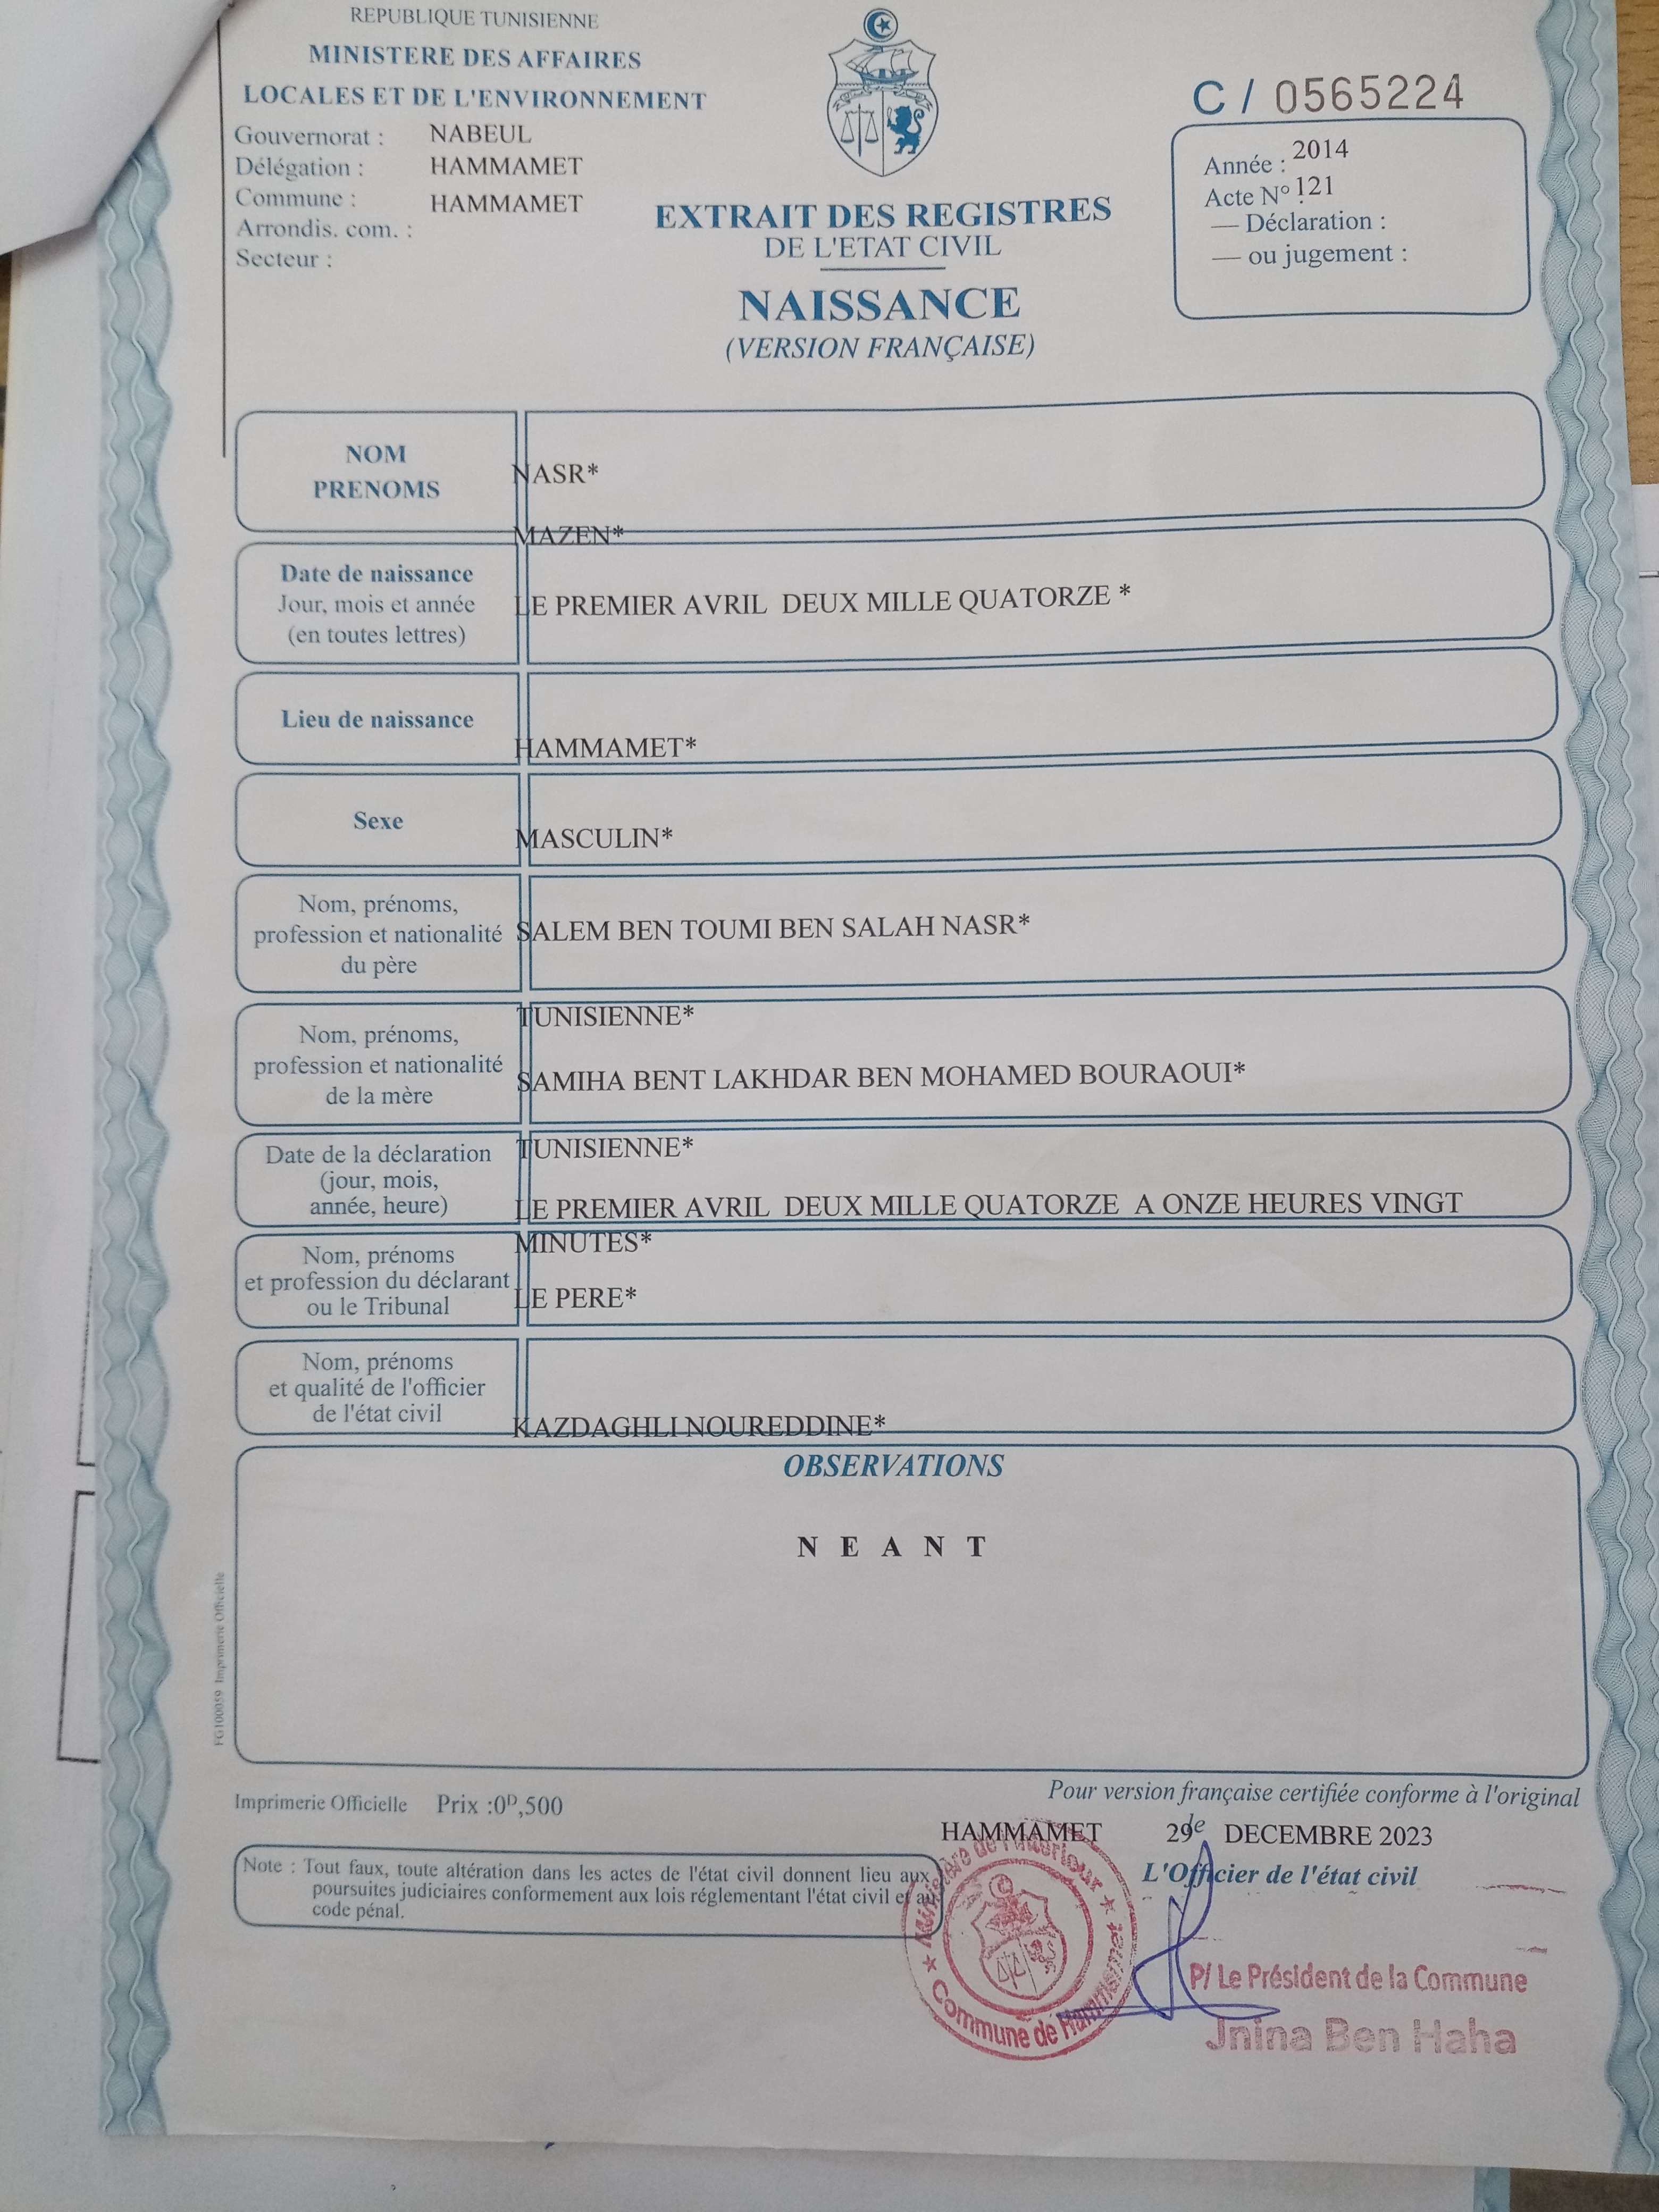 REPUBLIQUE TUNISIENNE
MINISTERE DES AFFAIRES
LOCALES ET DE L'ENVIRONNEMENT
Gouvernorat : NABEUL
Délégation : HAMMAMET
Commune : HAMMAMET
Arrondis. com. :
Secteur :
C / 0565224
Année : 2014
Acte N° : 121
— Déclaration :
— ou jugement :
EXTRAIT DES REGISTRES
DE L'ETAT CIVIL
NAISSANCE
(VERSION FRANÇAISE)
NOM
PRENOMS
NASR*
MAZEN*
Date de naissance
Jour, mois et année
(en toutes lettres)
LE PREMIER AVRIL DEUX MILLE QUATORZE *
Lieu de naissance
HAMMAMET*
Sexe
MASCULIN*
Nom, prénoms,
profession et nationalité
du père
SALEM BEN TOUMI BEN SALAH NASR*
TUNISIENNE*
Nom, prénoms,
profession et nationalité
de la mère
SAMIHA BENT LAKHDAR BEN MOHAMED BOURAOUI*
TUNISIENNE*
Date de la déclaration
(jour, mois,
année, heure)
LE PREMIER AVRIL DEUX MILLE QUATORZE A ONZE HEURES VINGT
MINUTES*
Nom, prénoms
et profession du déclarant
ou le Tribunal
LE PERE*
Nom, prénoms
et qualité de l'officier
de l'état civil
KAZDAGHLI NOUREDDINE*
OBSERVATIONS
N E A N T
FG100059 Imprimerie Officielle
Imprimerie Officielle Prix :0ᴰ,500
Pour version française certifiée conforme à l'original
HAMMAMET 29 le DECEMBRE 2023
L'Officier de l'état civil
Note : Tout faux, toute altération dans les actes de l'état civil donnent lieu aux
poursuites judiciaires conformement aux lois réglementant l'état civil et au
code pénal.
Ministère de l'Intérieur
Commune de Hammamet
P/ Le Président de la Commune
Jnina Ben Haha